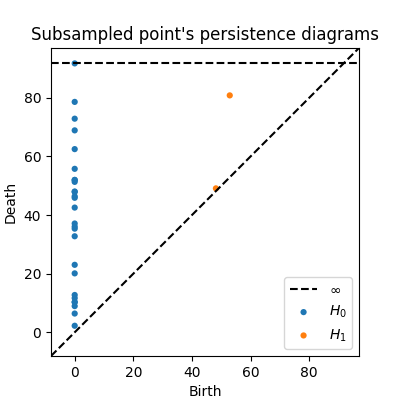 Subsampled point's persistence diagrams
Death
80
60
40
20
0
∞
H₀
H₁
0 20 40 60 80
Birth